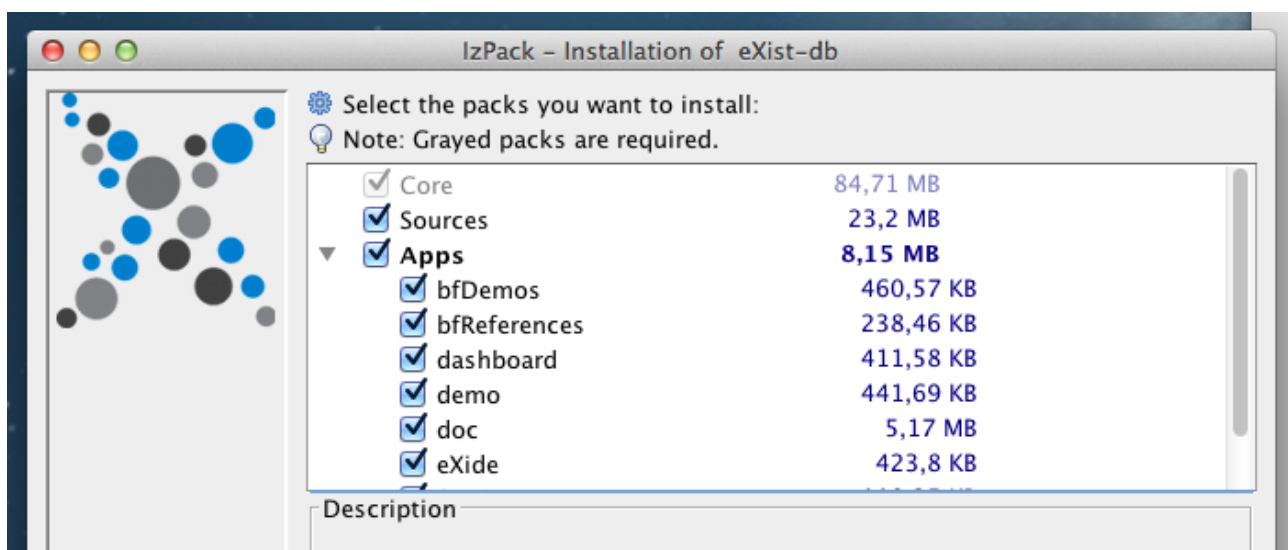 IzPack – Installation of eXist-db
Select the packs you want to install:
Note: Grayed packs are required.
Core 84,71 MB
Sources 23,2 MB
Apps 8,15 MB
bfDemos 460,57 KB
bfReferences 238,46 KB
dashboard 411,58 KB
demo 441,69 KB
doc 5,17 MB
eXide 423,8 KB
Description